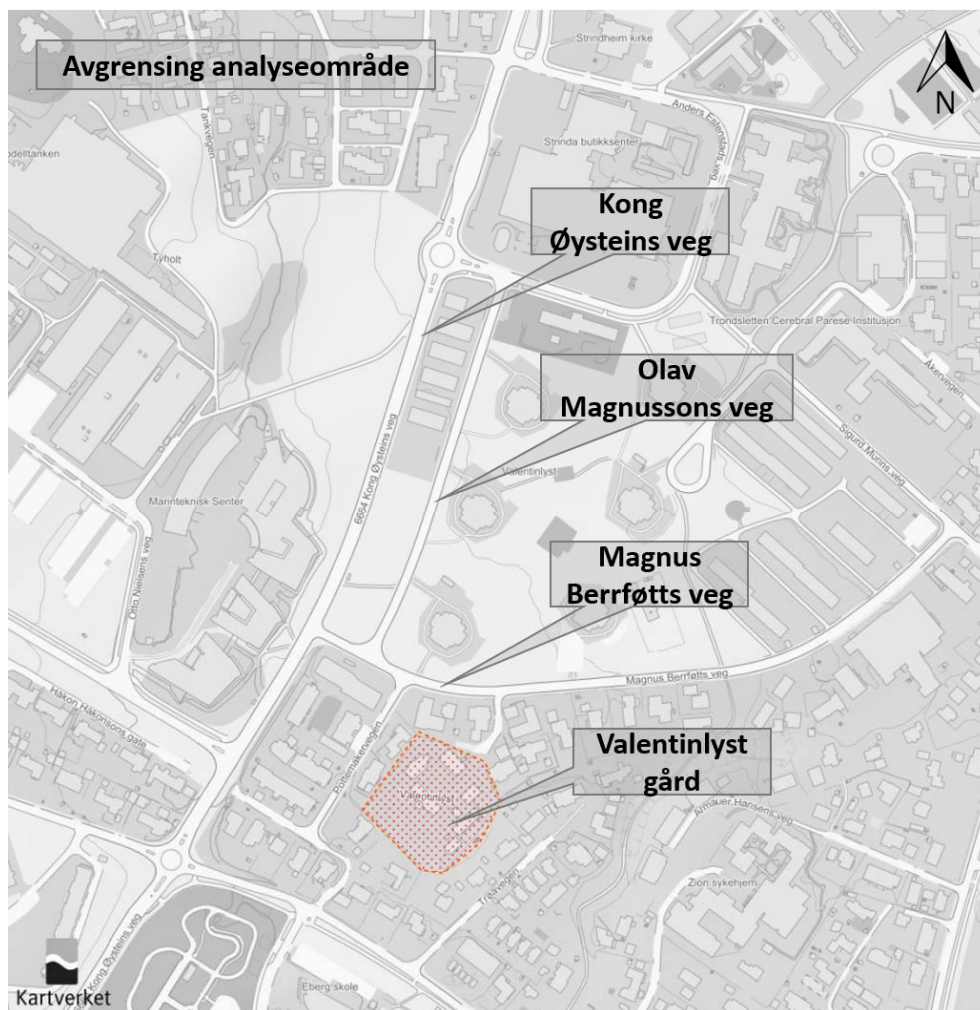 Avgrensing analyseområde
N
Strindheim kirke
Tankvegen
Anders Estenstads veg
Strinda butikksenter
odelltanken
Kong
Øysteins veg
Tyholt
Trondsletten Cerebral Parese Institusjon
Åkervegen
Olav
Magnussons veg
Sigurd Munns veg
Valentinlyst
6664 Kong Øysteins veg
Marinteknisk Senter
Otto Nielsens veg
Magnus
Berrføtts veg
Magnus Berrføtts veg
Håkon Håkonsons gate
Pottemakervegen
Valentinlyst
gård
Valentinlyst
Armauer Hansens veg
Trøavegen
Zion sykehjem
Kong Øysteins veg
Eberg skole
Kartverket